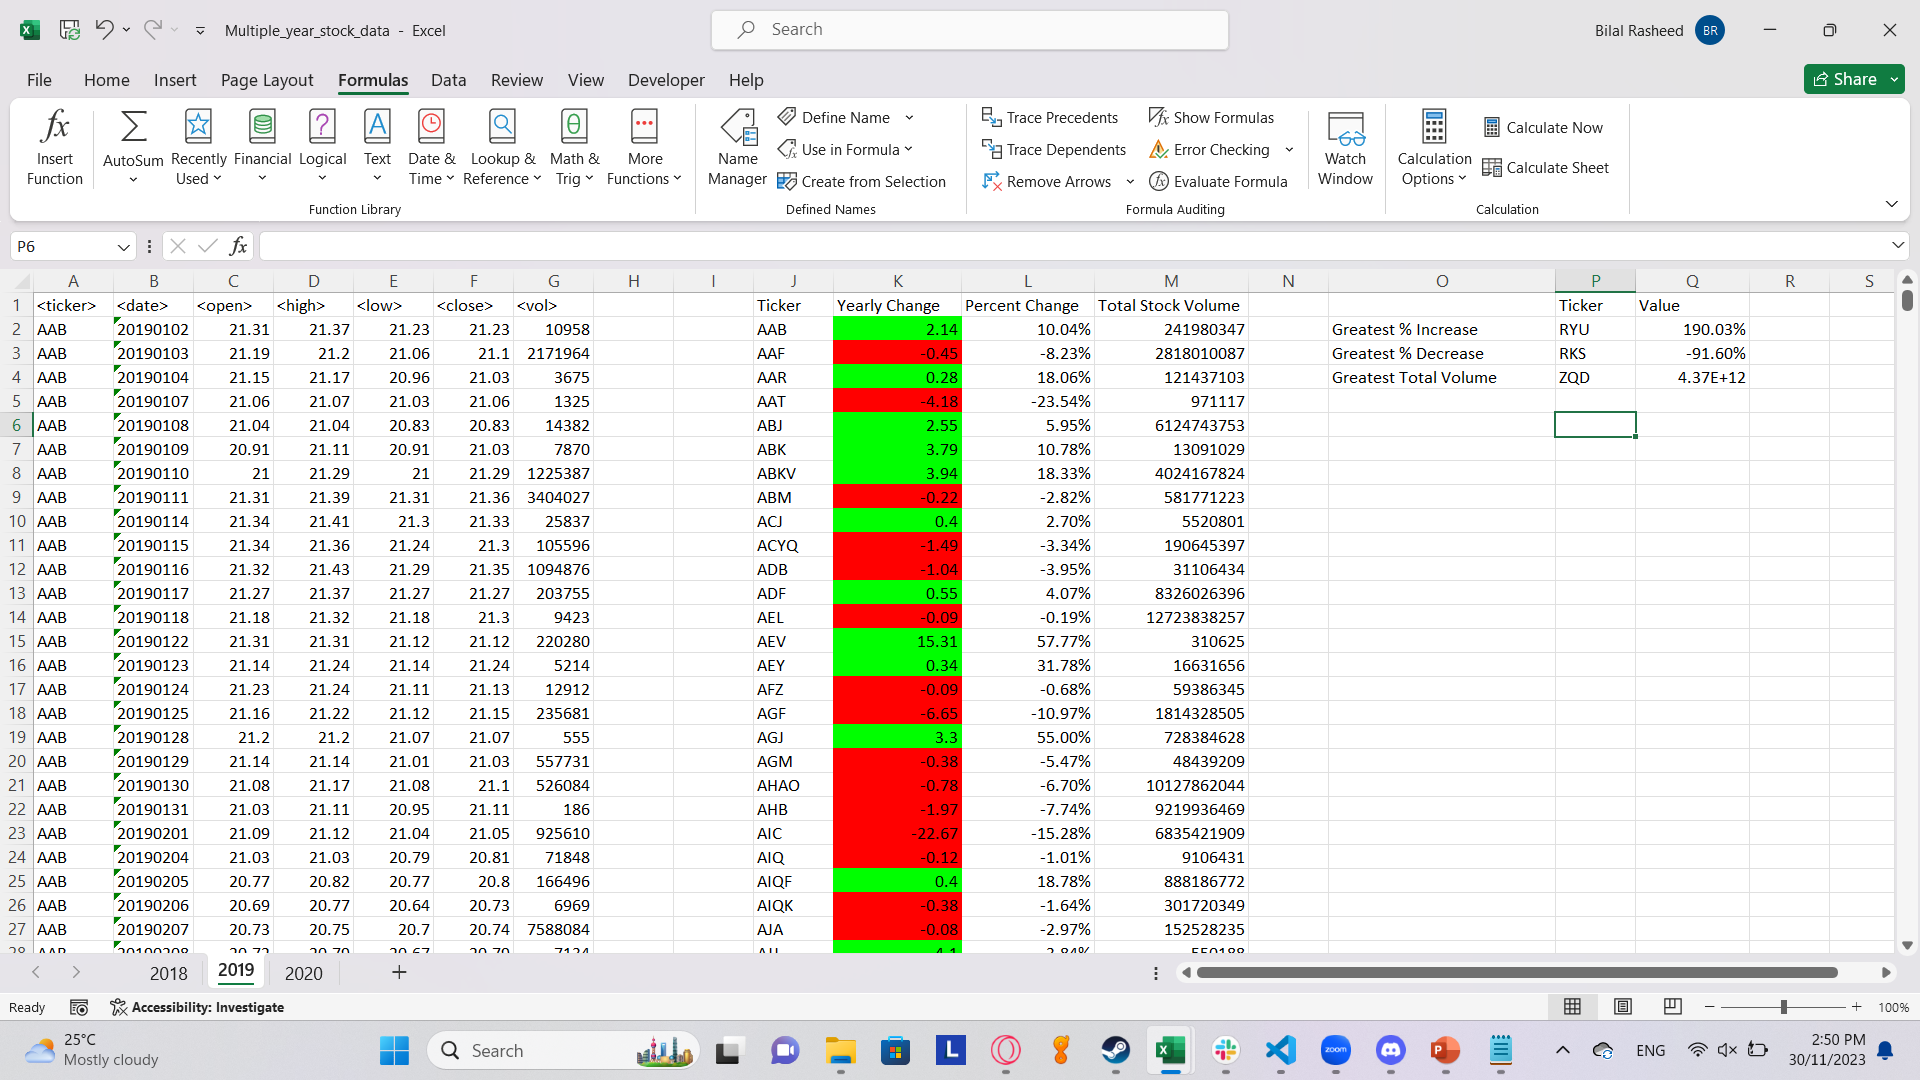 Multiple_year_stock_data - Excel
Search
Bilal Rasheed BR
File Home Insert Page Layout Formulas Data Review View Developer Help
Share
Insert Function
AutoSum
Recently Used
Financial
Logical
Text
Date & Time
Lookup & Reference
Math & Trig
More Functions
Function Library
Name Manager
Define Name
Use in Formula
Create from Selection
Defined Names
Trace Precedents
Trace Dependents
Remove Arrows
Show Formulas
Error Checking
Evaluate Formula
Formula Auditing
Watch Window
Calculation Options
Calculate Now
Calculate Sheet
Calculation
P6 fx
A B C D E F G H I J K L M N O P Q R S
1 <ticker> <date> <open> <high> <low> <close> <vol> Ticker Yearly Change Percent Change Total Stock Volume Ticker Value
2 AAB 20190102 21.31 21.37 21.23 21.23 10958 AAB 2.14 10.04% 241980347 Greatest % Increase RYU 190.03%
3 AAB 20190103 21.19 21.2 21.06 21.1 2171964 AAF -0.45 -8.23% 2818010087 Greatest % Decrease RKS -91.60%
4 AAB 20190104 21.15 21.17 20.96 21.03 3675 AAR 0.28 18.06% 121437103 Greatest Total Volume ZQD 4.37E+12
5 AAB 20190107 21.06 21.07 21.03 21.06 1325 AAT -4.18 -23.54% 971117
6 AAB 20190108 21.04 21.04 20.83 20.83 14382 ABJ 2.55 5.95% 6124743753
7 AAB 20190109 20.91 21.11 20.91 21.03 7870 ABK 3.79 10.78% 13091029
8 AAB 20190110 21 21.29 21 21.29 1225387 ABKV 3.94 18.33% 4024167824
9 AAB 20190111 21.31 21.39 21.31 21.36 3404027 ABM -0.22 -2.82% 581771223
10 AAB 20190114 21.34 21.41 21.3 21.33 25837 ACJ 0.4 2.70% 5520801
11 AAB 20190115 21.34 21.36 21.24 21.3 105596 ACYQ -1.49 -3.34% 190645397
12 AAB 20190116 21.32 21.43 21.29 21.35 1094876 ADB -1.04 -3.95% 31106434
13 AAB 20190117 21.27 21.37 21.27 21.27 203755 ADF 0.55 4.07% 8326026396
14 AAB 20190118 21.18 21.32 21.18 21.3 9423 AEL -0.09 -0.19% 12723838257
15 AAB 20190122 21.31 21.31 21.12 21.12 220280 AEV 15.31 57.77% 310625
16 AAB 20190123 21.14 21.24 21.14 21.24 5214 AEY 0.34 31.78% 16631656
17 AAB 20190124 21.23 21.24 21.11 21.13 12912 AFZ -0.09 -0.68% 59386345
18 AAB 20190125 21.16 21.22 21.12 21.15 235681 AGF -6.65 -10.97% 1814328505
19 AAB 20190128 21.2 21.2 21.07 21.07 555 AGJ 3.3 55.00% 728384628
20 AAB 20190129 21.14 21.14 21.01 21.03 557731 AGM -0.38 -5.47% 48439209
21 AAB 20190130 21.08 21.17 21.08 21.1 526084 AHAO -0.78 -6.70% 10127862044
22 AAB 20190131 21.03 21.11 20.95 21.11 186 AHB -1.97 -7.74% 9219936469
23 AAB 20190201 21.09 21.12 21.04 21.05 925610 AIC -22.67 -15.28% 6835421909
24 AAB 20190204 21.03 21.03 20.79 20.81 71848 AIQ -0.12 -1.01% 9106431
25 AAB 20190205 20.77 20.82 20.77 20.8 166496 AIQF 0.4 18.78% 888186772
26 AAB 20190206 20.69 20.77 20.64 20.73 6969 AIQK -0.38 -1.64% 301720349
27 AAB 20190207 20.73 20.75 20.7 20.74 7588084 AJA -0.08 -2.97% 152528235
2018 2019 2020
Ready Accessibility: Investigate 100%
25°C
Mostly cloudy
Search
L
zoom
ENG
2:50 PM
30/11/2023